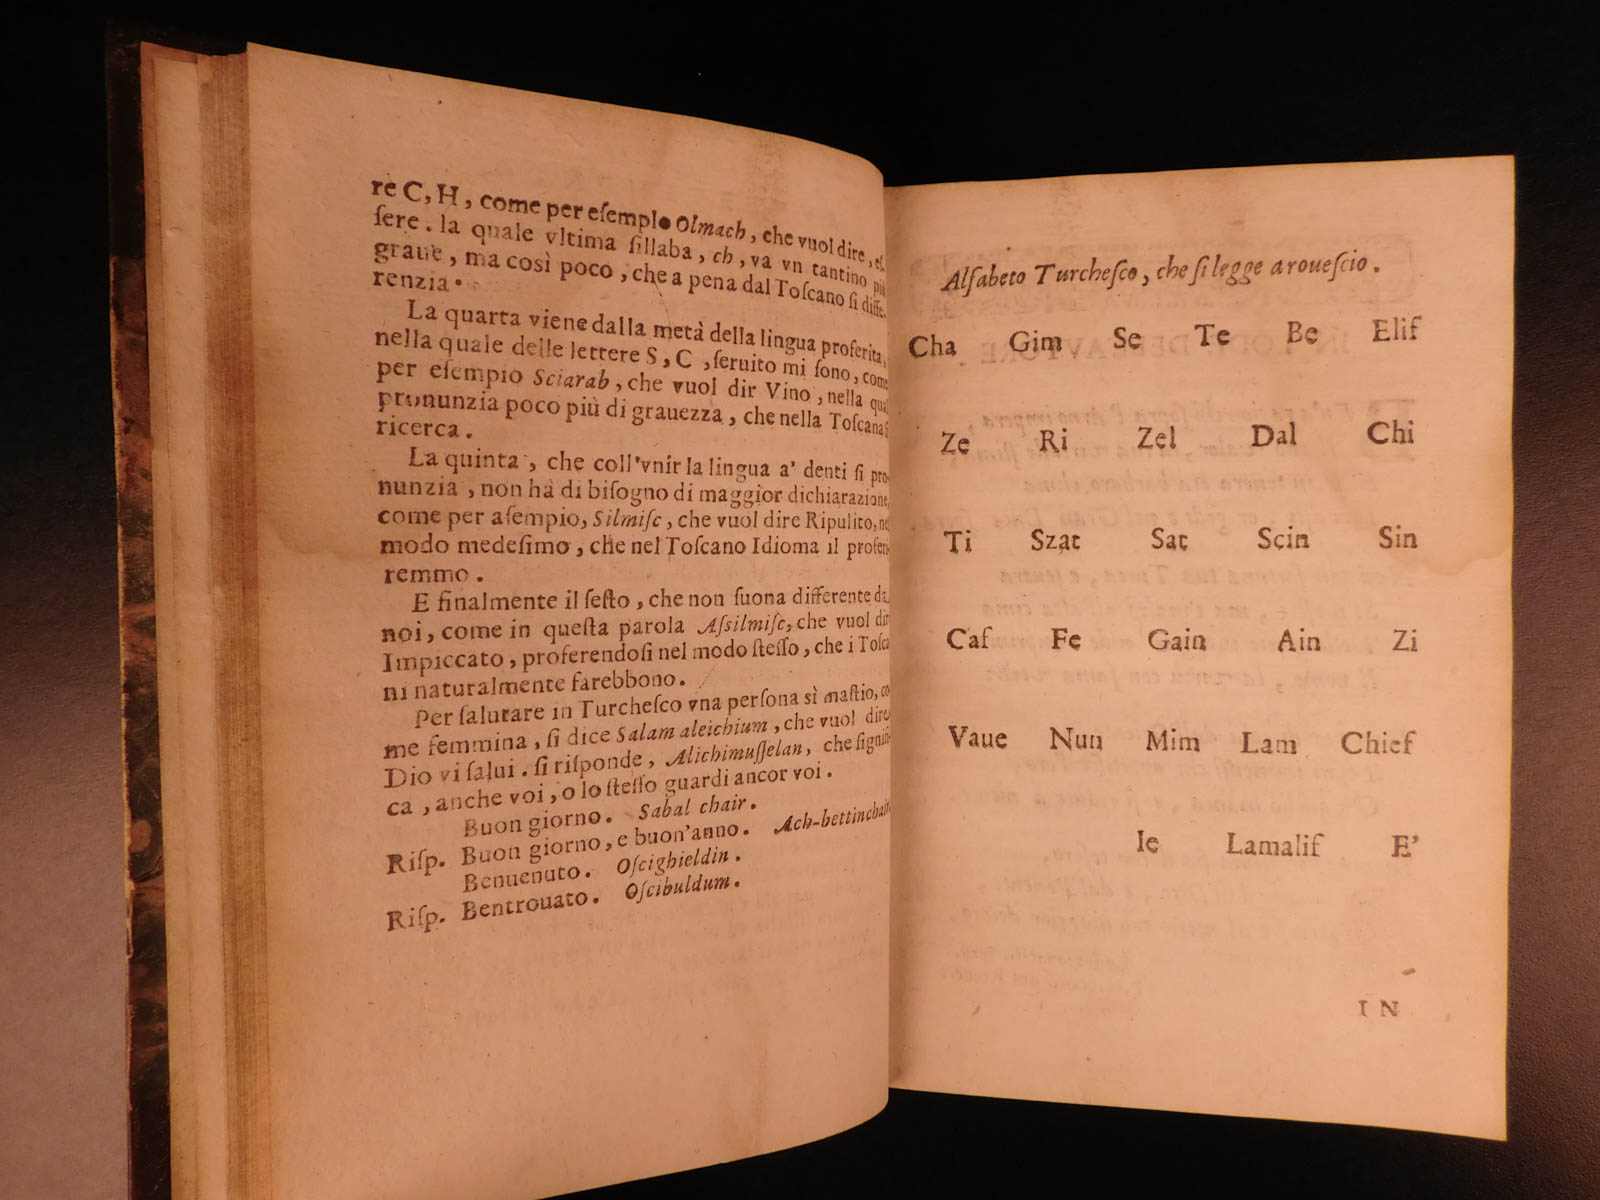 re C, H, come per eſemplo Olmach, che vuol dire, eſ-
ſere. la quale vltima ſillaba, ch, va vn tantino più
graue, ma così poco, che a pena dal Toſcano ſi diffe-
renzia.
La quarta viene dalla metà della lingua proferita,
nella quale delle lettere S, C, ſeruito mi ſono, come
per eſempio Sciarab, che vuol dir Vino, nella qual
pronunzia poco più di grauezza, che nella Toſcana ſi
ricerca.
La quinta, che coll'vnir la lingua a' denti ſi pro-
nunzia, non hà di biſogno di maggior dichiarazione,
come per aſempio, Silmiſc, che vuol dire Ripulito, nel
modo medeſimo, che nel Toſcano Idioma il proferi-
remmo.
E finalmente il ſeſto, che non ſuona differente da
noi, come in queſta parola Aſsilmiſc, che vuol dir
Impiccato, proferendoſi nel modo ſteſſo, che i Toſca-
ni naturalmente farebbono.
Per ſalutare in Turcheſco vna perſona sì maſtio, co-
me femmina, ſi dice Salam aleichium, che vuol dire
Dio vi ſalui. ſi riſponde, Alichimuſſelan, che ſignifi-
ca, anche voi, o lo ſteſſo guardi ancor voi.
Buon giorno. Sabal chair.
Riſp. Buon giorno, e buon'anno. Ach-bettinchair
Benuenuto. Oſcighieldin.
Riſp. Bentrouato. Oſcibuldum.
Alfabeto Turcheſco, che ſi legge a roueſcio.
Cha Gim Se Te Be Elif
Ze Ri Zel Dal Chi
Ti Szat Sat Scin Sin
Caf Fe Gain Ain Zi
Vaue Nun Mim Lam Chief
Ie Lamalif E'
IN